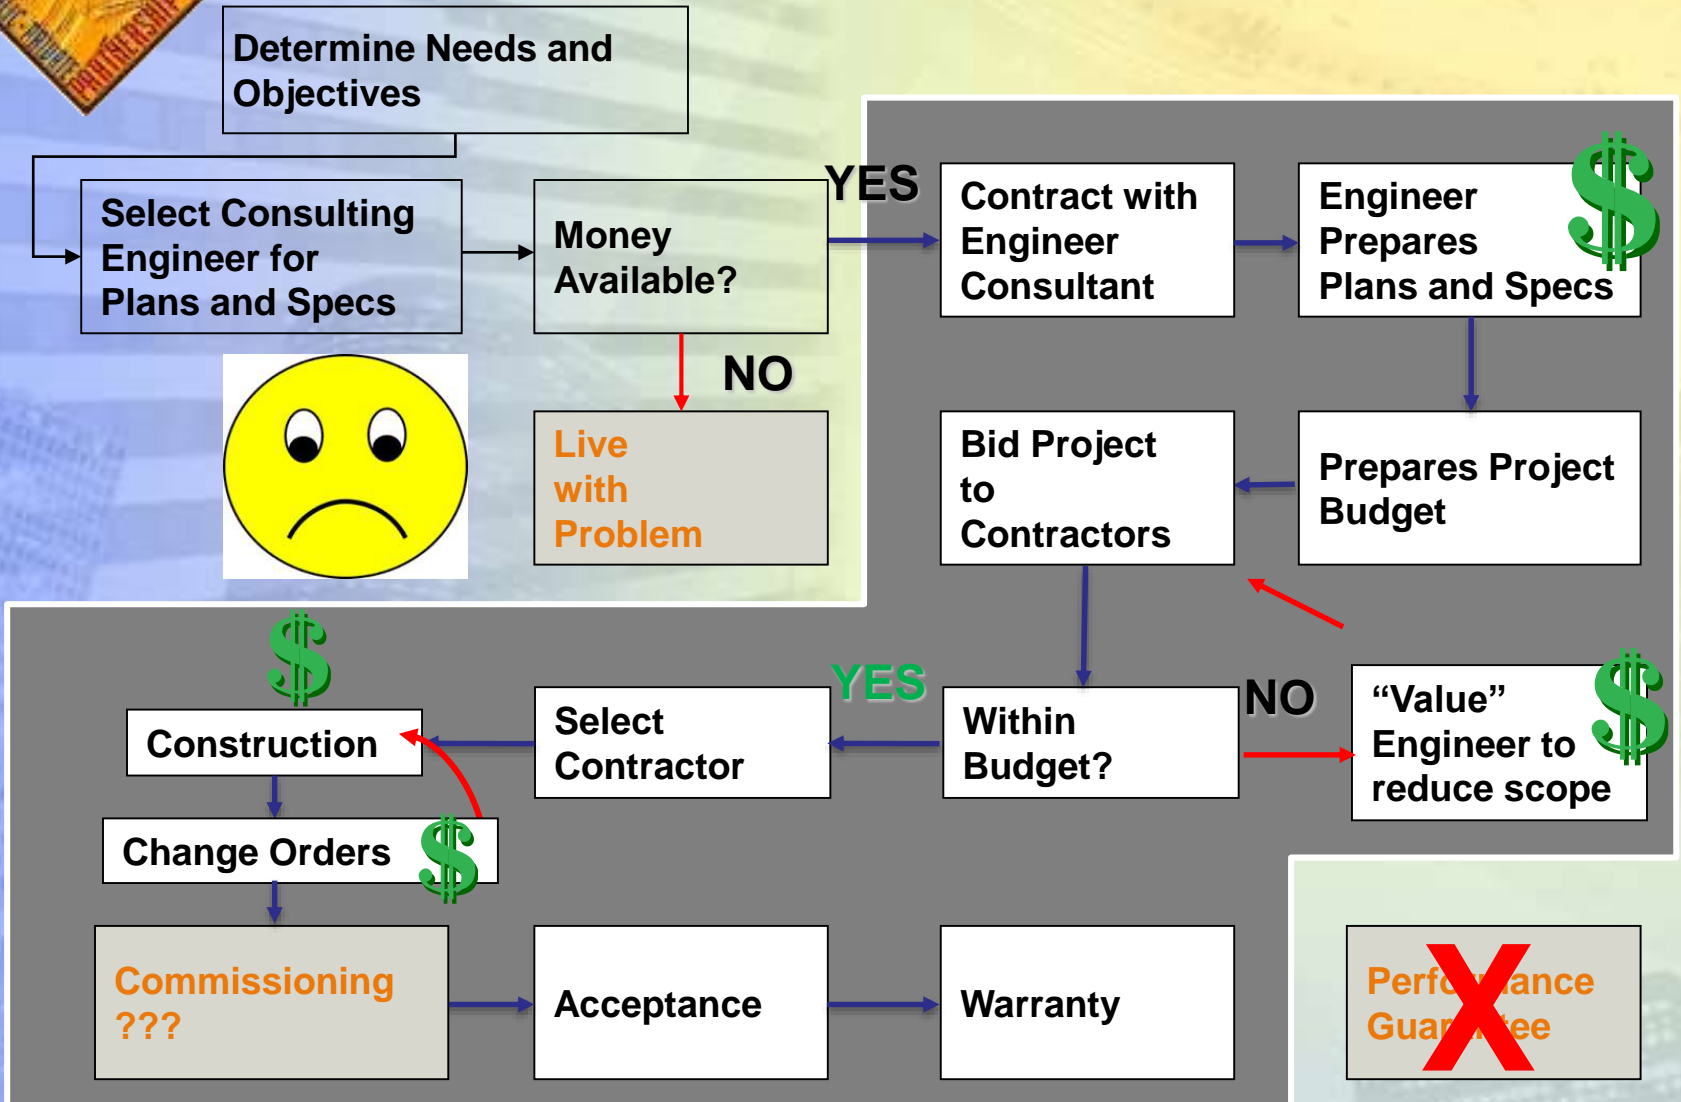 Determine Needs and
Objectives
Select Consulting
Engineer for
Plans and Specs
Money
Available?
YES
Contract with
Engineer
Consultant
Engineer
Prepares
Plans and Specs
$
NO
Live
with
Problem
Bid Project
to
Contractors
Prepares Project
Budget
$
Construction
Select
Contractor
YES
Within
Budget?
NO
“Value”
Engineer to
reduce scope
$
Change Orders
$
Commissioning
???
Acceptance
Warranty
Performance
Guarantee
X